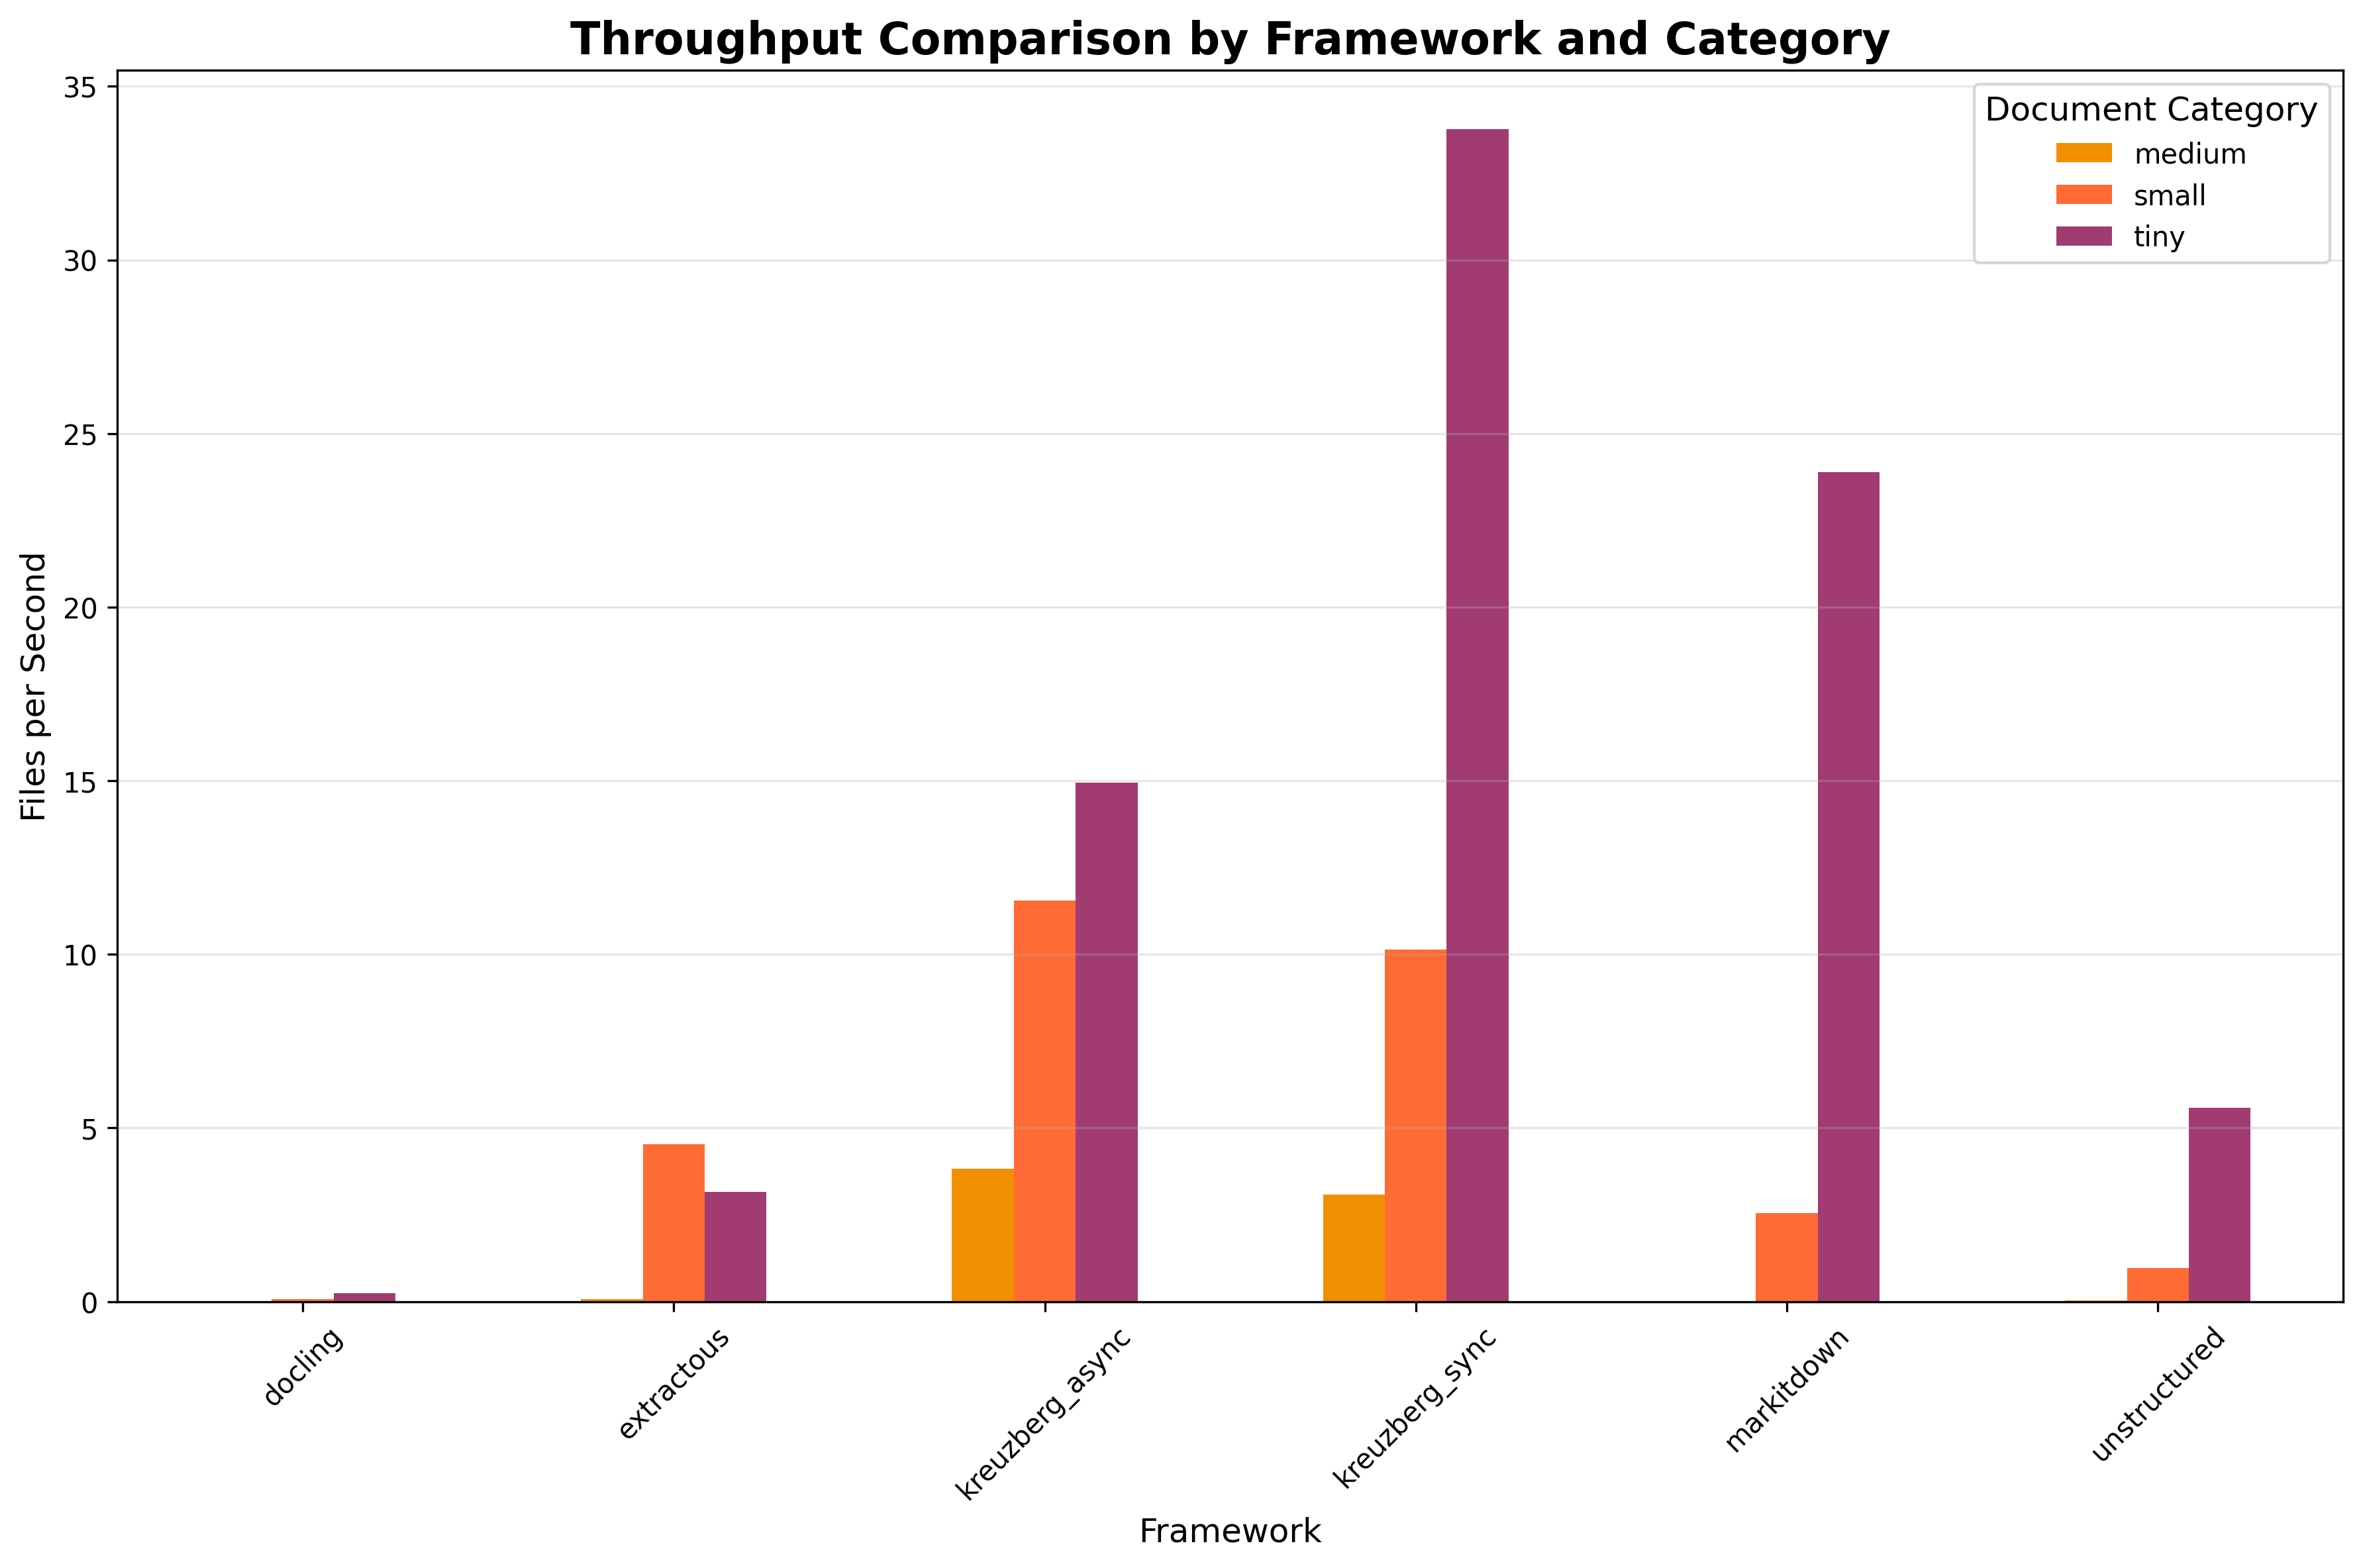 Throughput Comparison by Framework and Category
Document Category
medium
small
tiny
Files per Second
35
30
25
20
15
10
5
0
docling
extractous
kreuzberg_async
kreuzberg_sync
markitdown
unstructured
Framework